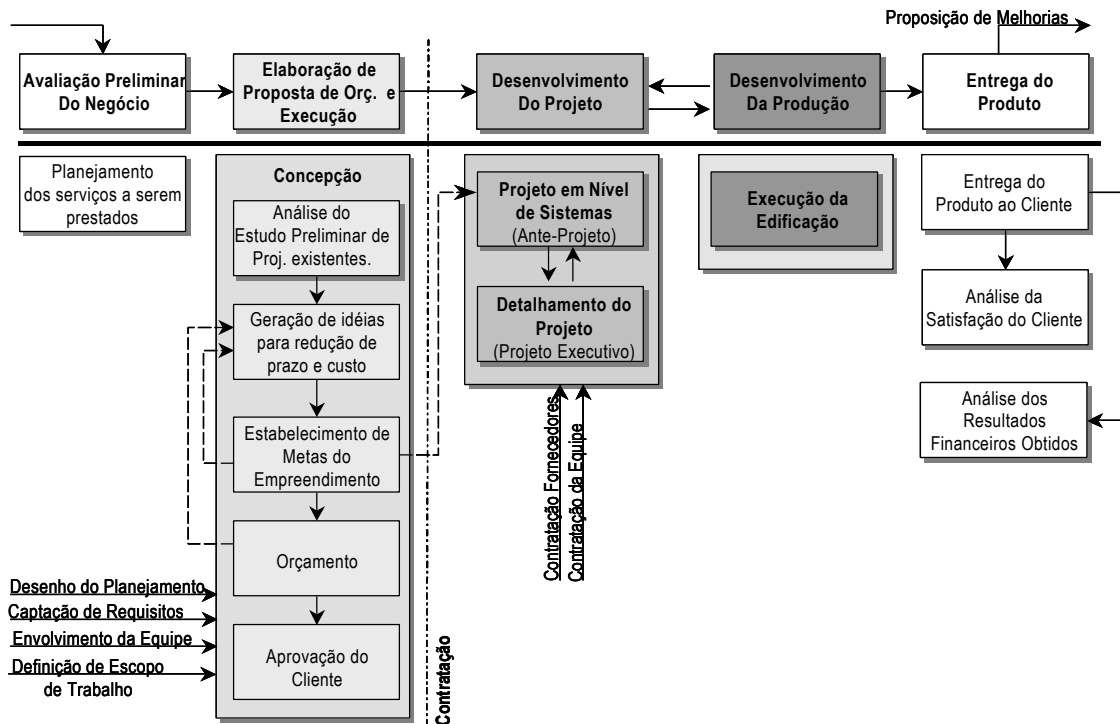 Proposição de Melhorias
Avaliação Preliminar
Do Negócio
Elaboração de
Proposta de Orç. e
Execução
Desenvolvimento
Do Projeto
Desenvolvimento
Da Produção
Entrega do
Produto
Planejamento
dos serviços a serem
prestados
Concepção
Análise do
Estudo Preliminar de
Proj. existentes.
Geração de idéias
para redução de
prazo e custo
Estabelecimento de
Metas do
Empreendimento
Orçamento
Aprovação do
Cliente
Desenho do Planejamento
Captação de Requisitos
Envolvimento da Equipe
Definição de Escopo
de Trabalho
Contratação
Projeto em Nível
de Sistemas
(Ante-Projeto)
Detalhamento do
Projeto
(Projeto Executivo)
Contratação Fornecedores
Contratação da Equipe
Execução da
Edificação
Entrega do
Produto ao Cliente
Análise da
Satisfação do Cliente
Análise dos
Resultados
Financeiros Obtidos